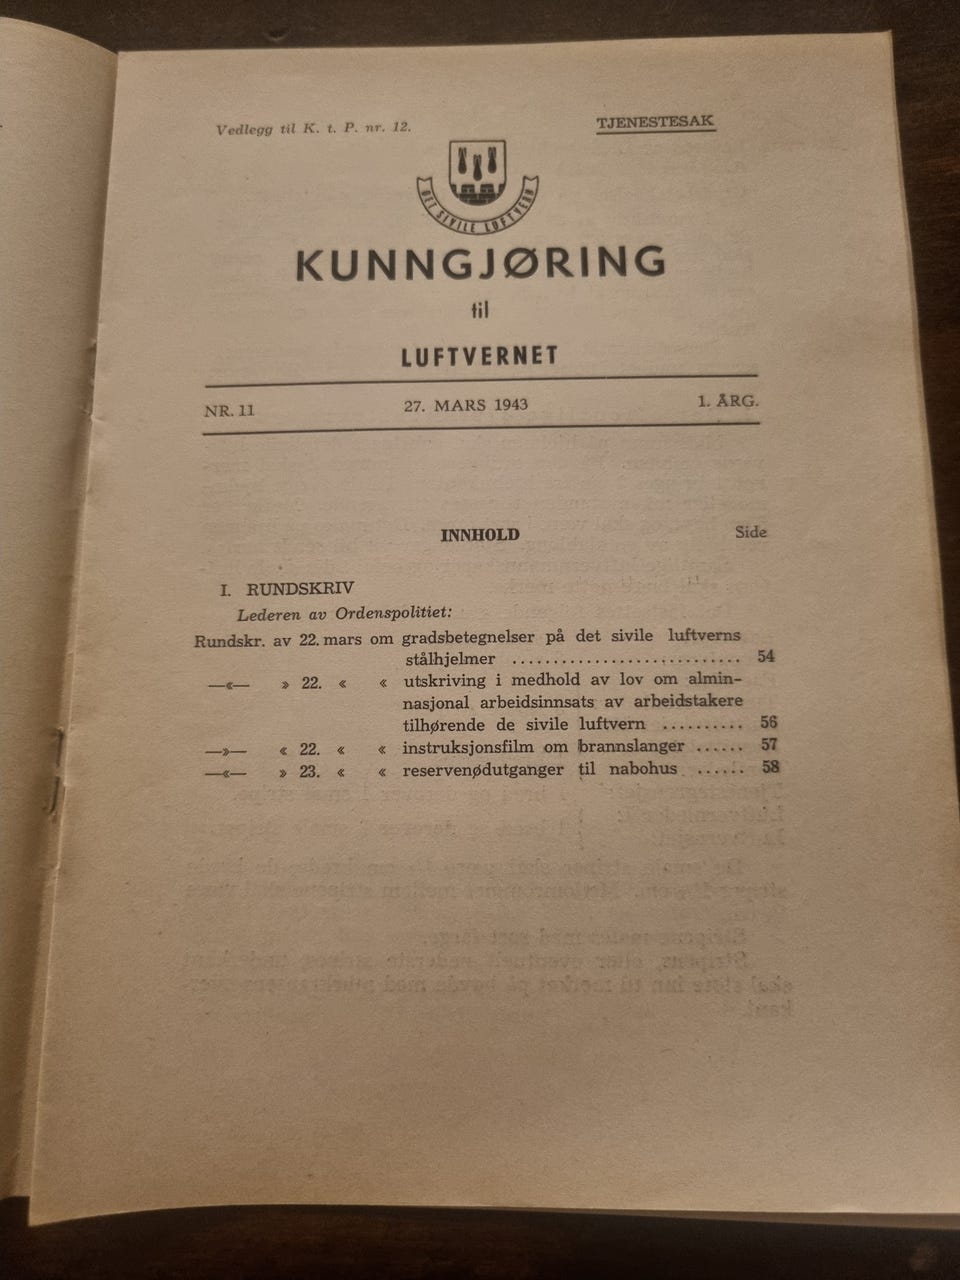 Vedlegg til K. t. P. nr. 12.
TJENESTESAK
DET SIVILE LUFTVERN
KUNNGJØRING
til
LUFTVERNET
NR. 11 27. MARS 1943 1. ÅRG.
INNHOLD Side
I. RUNDSKRIV
Lederen av Ordenspolitiet:
Rundskr. av 22. mars om gradsbetegnelser på det sivile luftverns
stålhjelmer ............................ 54
—«— » 22. « « utskriving i medhold av lov om almin-
nasjonal arbeidsinnsats av arbeidstakere
tilhørende de sivile luftvern .......... 56
—»— « 22. « « instruksjonsfilm om brannslanger ...... 57
—«— » 23. « « reservenødutganger til nabohus ...... 58